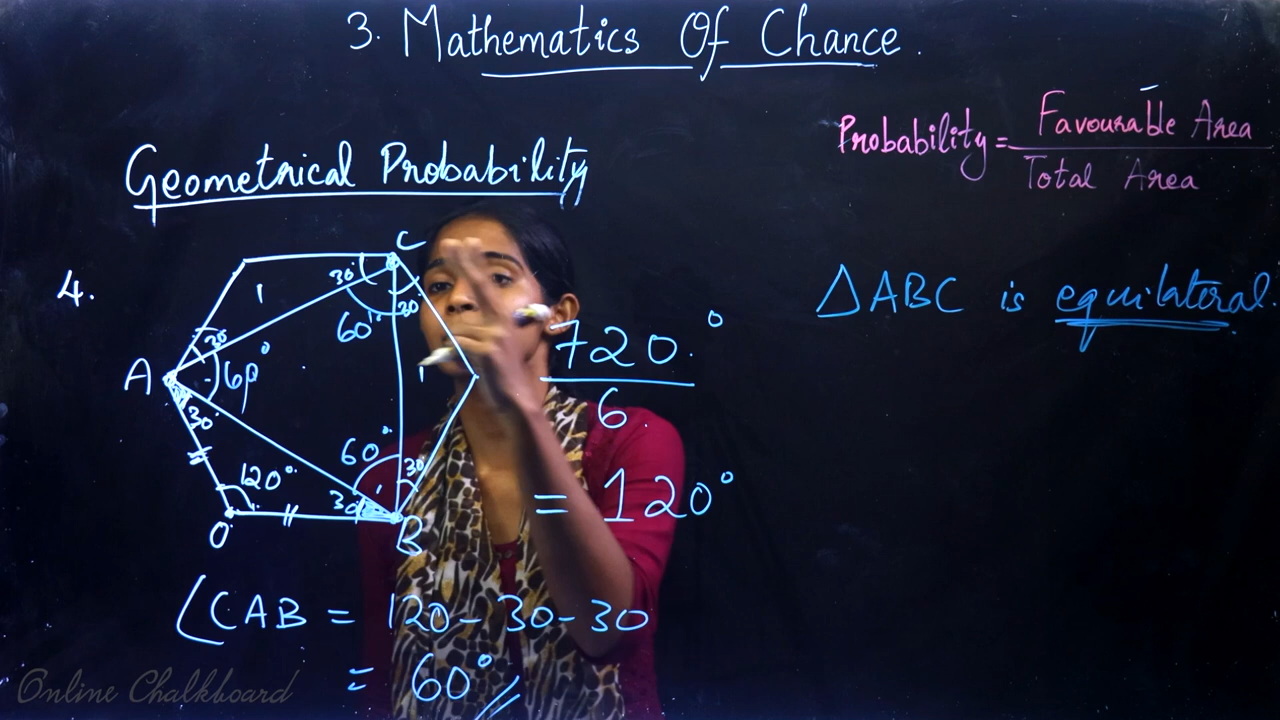 3. Mathematics Of Chance.
Probability = Favourable Area
Total Area
Geometrical Probability
4.
△ABC is equilateral.
C
30°
30°
60°
1
30
A
60°
30°
1
720°
6
60°
30
120°
30
= 120°
O
B
∠CAB = 120 - 30 - 30
= 60°
Online Chalkboard